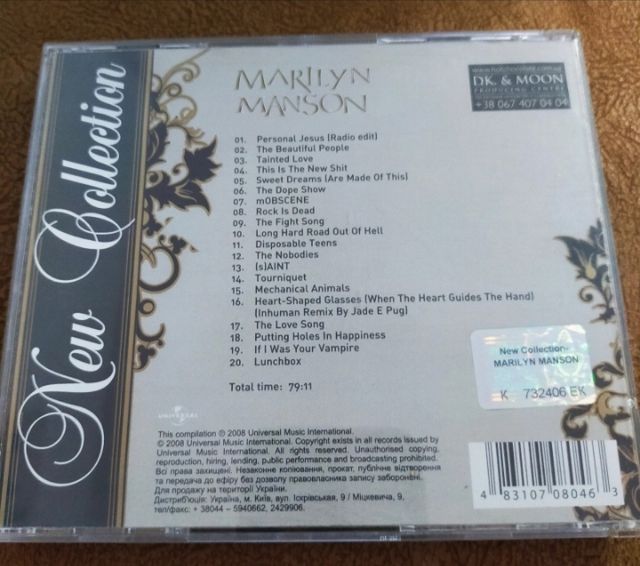 New Collection
MARILYN
MANSON
DK. & MOON
PRODUCING CENTRE
+38 067 407 04 04
01. Personal Jesus (Radio edit)
02. The Beautiful People
03. Tainted Love
04. This Is The New Shit
05. Sweet Dreams (Are Made Of This)
06. The Dope Show
07. mOBSCENE
08. Rock Is Dead
09. The Fight Song
10. Long Hard Road Out Of Hell
11. Disposable Teens
12. The Nobodies
13. (s)AINT
14. Tourniquet
15. Mechanical Animals
16. Heart-Shaped Glasses (When The Heart Guides The Hand)
(Inhuman Remix By Jade E Pug)
17. The Love Song
18. Putting Holes In Happiness
19. If I Was Your Vampire
20. Lunchbox
Total time: 79:11
New Collection-
MARILYN MANSON
K 732406 EK
UNIVERSAL
This compilation ℗ 2008 Universal Music International.
© 2008 Universal Music International. Copyright exists in all records issued by
Universal Music International. All rights reserved. Unauthorised copying,
reproduction, hiring, lending, public performance and broadcasting prohibited.
Всі права захищені. Незаконне копіювання, прокат, публічне відтворення
та передача до ефіру без дозволу правовласника запису заборонені.
Для продажу на території України.
Дистриб'юція: Україна, м. Київ, вул. Ікскрівськая, 9 / Міцкевича, 9,
тел/факс: + 38044 – 5940662, 2429906.
4 83107 08046 3